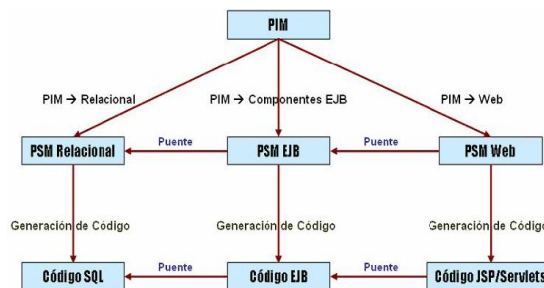 PIM
PIM → Relacional
PIM → Componentes EJB
PIM → Web
PSM Relacional
Puente
PSM EJB
Puente
PSM Web
Generación de Código
Generación de Código
Generación de Código
Código SQL
Puente
Código EJB
Puente
Código JSP/Servlets